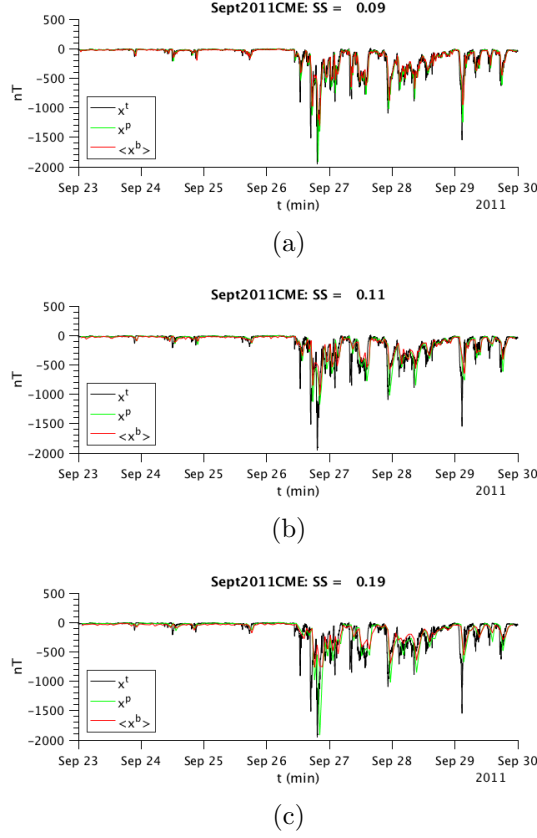 Sept2011CME: SS = 0.09
500
0
-500
-1000
-1500
-2000
nT
x^t
x^p
<x^b>
Sep 23 Sep 24 Sep 25 Sep 26 Sep 27 Sep 28 Sep 29 Sep 30
t (min) 2011
(a)
Sept2011CME: SS = 0.11
500
0
-500
-1000
-1500
-2000
nT
x^t
x^p
<x^b>
Sep 23 Sep 24 Sep 25 Sep 26 Sep 27 Sep 28 Sep 29 Sep 30
t (min) 2011
(b)
Sept2011CME: SS = 0.19
500
0
-500
-1000
-1500
-2000
nT
x^t
x^p
<x^b>
Sep 23 Sep 24 Sep 25 Sep 26 Sep 27 Sep 28 Sep 29 Sep 30
t (min) 2011
(c)